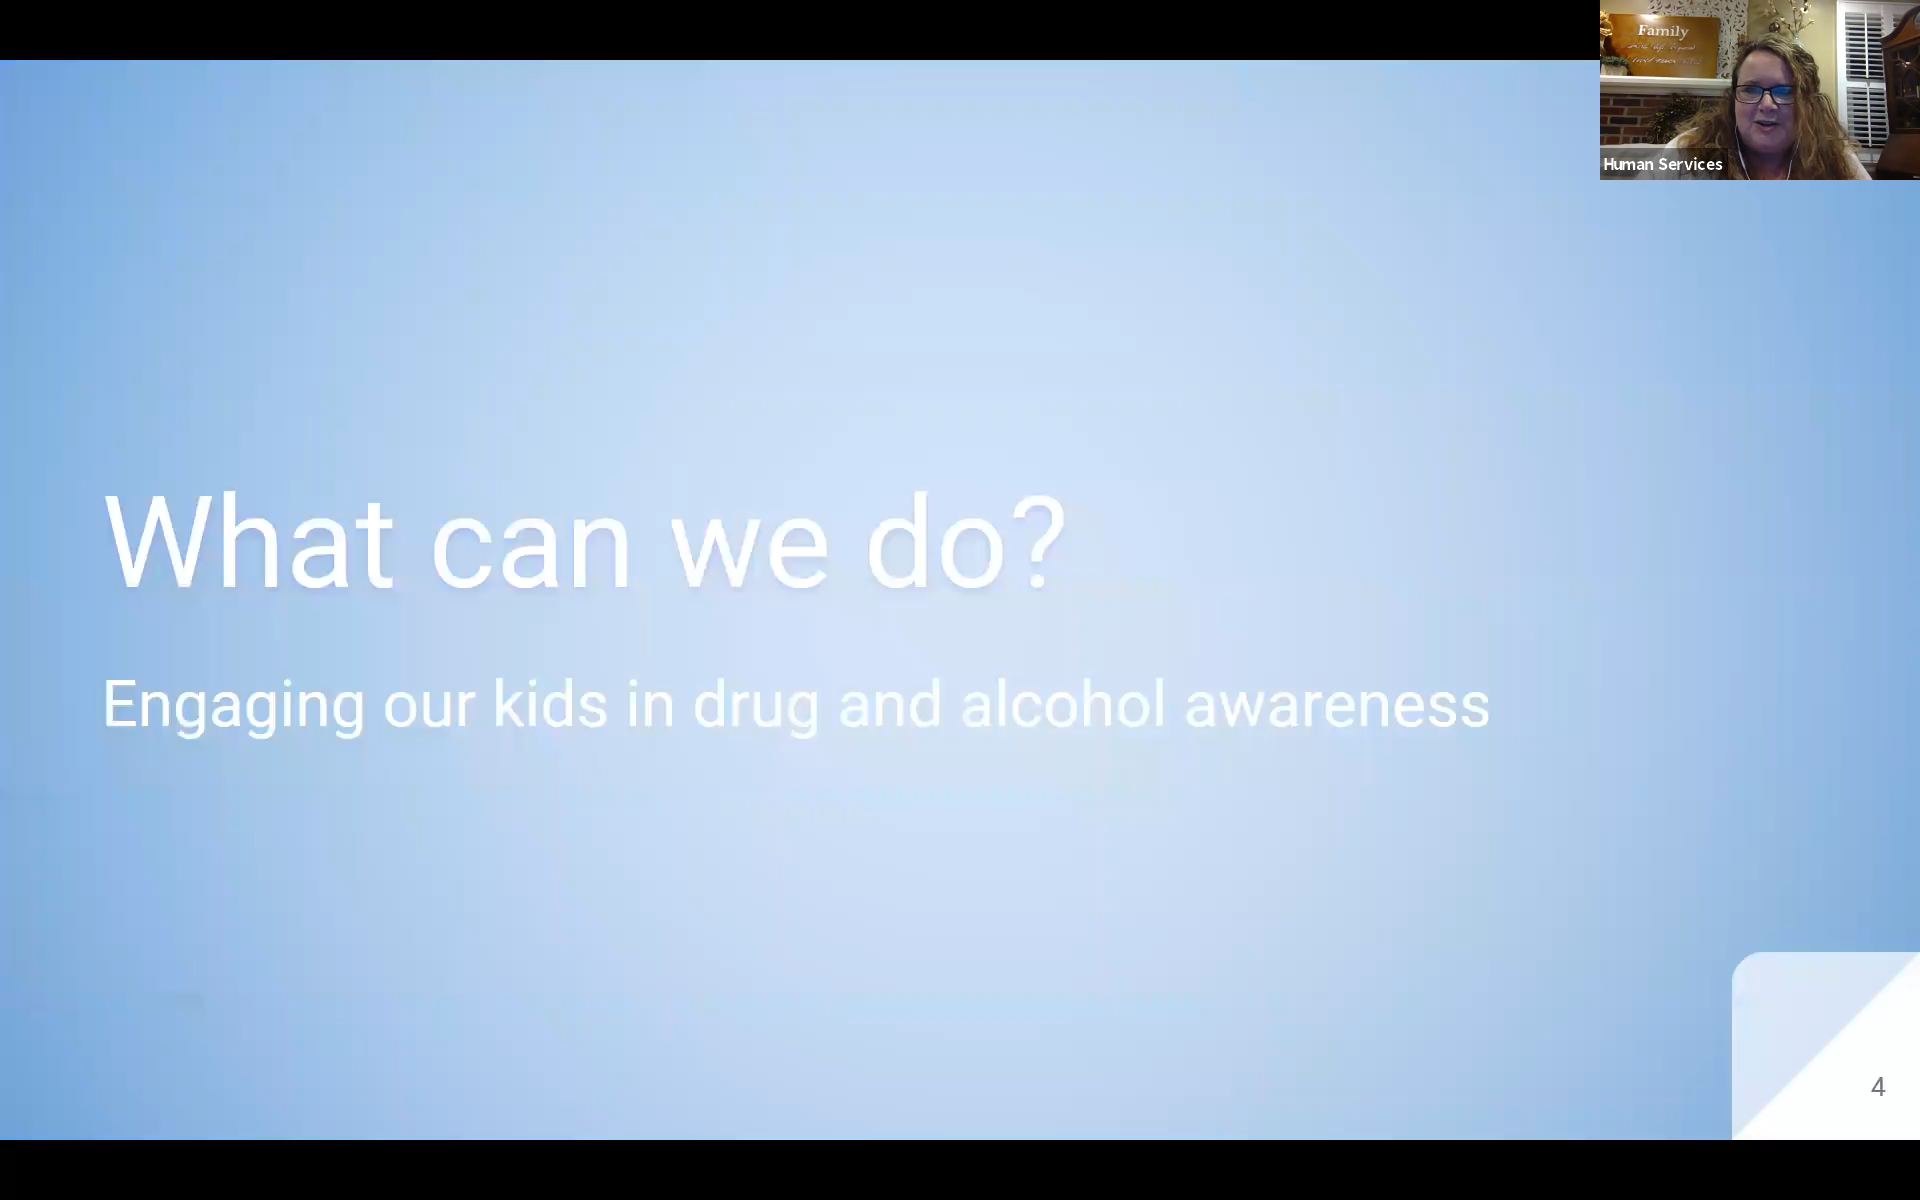 Family
Human Services
What can we do?
Engaging our kids in drug and alcohol awareness
4